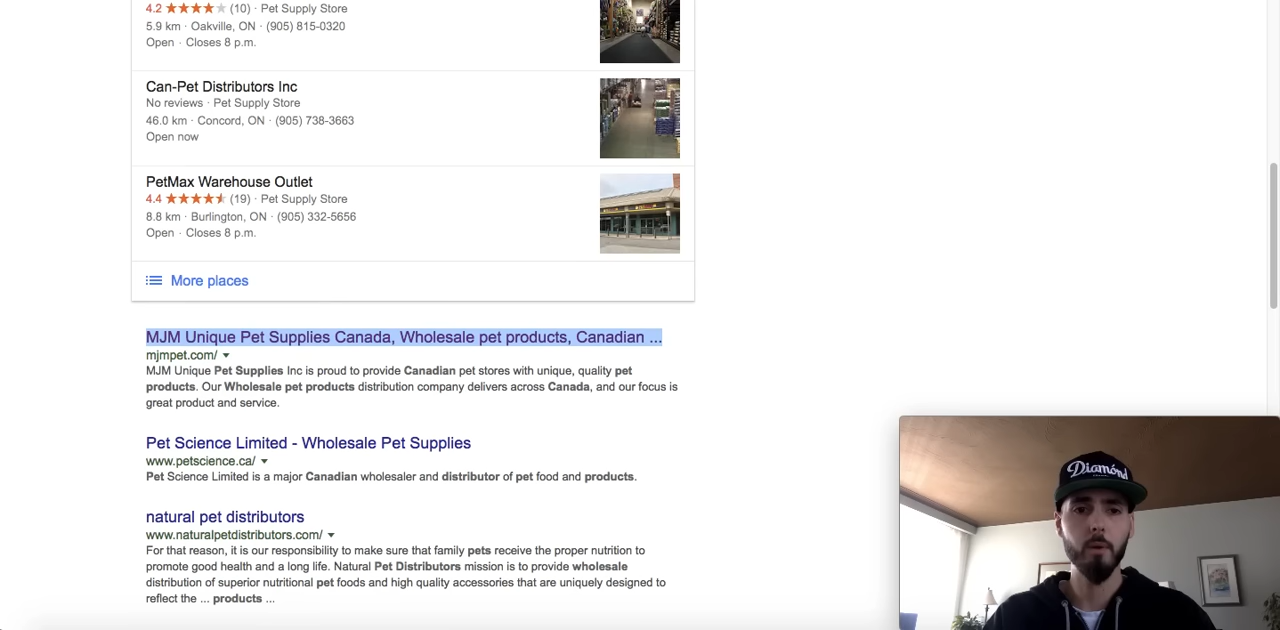 4.2 ★★★★★ (10) · Pet Supply Store
5.9 km · Oakville, ON · (905) 815-0320
Open · Closes 8 p.m.
Can-Pet Distributors Inc
No reviews · Pet Supply Store
46.0 km · Concord, ON · (905) 738-3663
Open now
PetMax Warehouse Outlet
4.4 ★★★★★ (19) · Pet Supply Store
8.8 km · Burlington, ON · (905) 332-5656
Open · Closes 8 p.m.
More places
MJM Unique Pet Supplies Canada, Wholesale pet products, Canadian ...
mjmpet.com/
MJM Unique Pet Supplies Inc is proud to provide Canadian pet stores with unique, quality pet
products. Our Wholesale pet products distribution company delivers across Canada, and our focus is
great product and service.
Pet Science Limited - Wholesale Pet Supplies
www.petscience.ca/
Pet Science Limited is a major Canadian wholesaler and distributor of pet food and products.
natural pet distributors
www.naturalpetdistributors.com/
For that reason, it is our responsibility to make sure that family pets receive the proper nutrition to
promote good health and a long life. Natural Pet Distributors mission is to provide wholesale
distribution of superior nutritional pet foods and high quality accessories that are uniquely designed to
reflect the ... products ...
Diamond